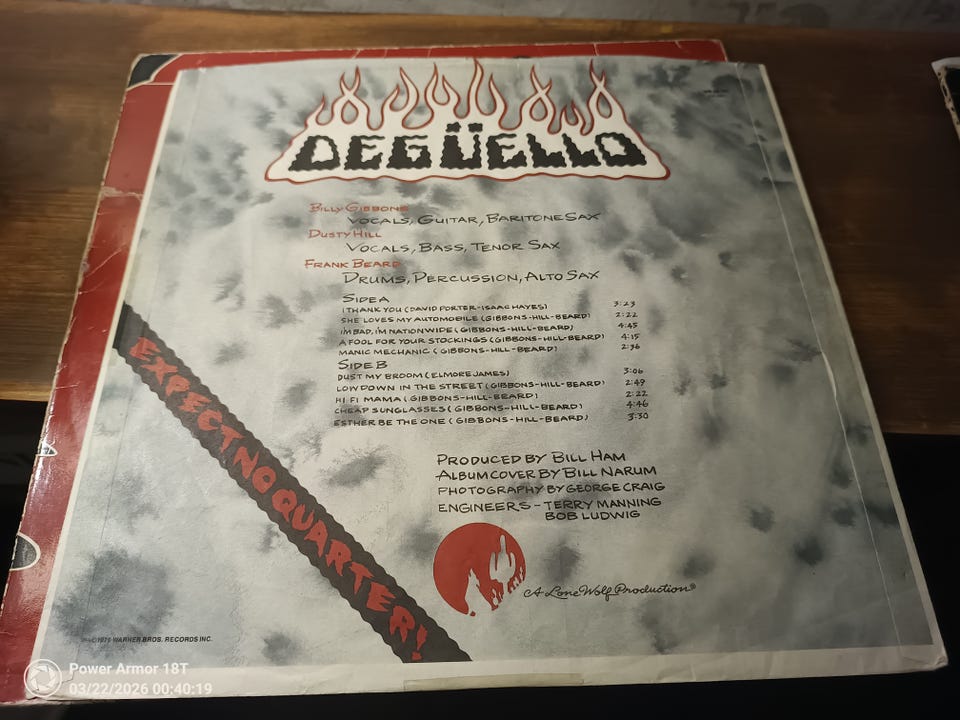 DEGÜELLO
BILLY GIBBONS
VOCALS, GUITAR, BARITONE SAX
DUSTY HILL
VOCALS, BASS, TENOR SAX
FRANK BEARD
DRUMS, PERCUSSION, ALTO SAX
SIDE A
I THANK YOU (DAVID PORTER-ISAAC HAYES) 3:23
SHE LOVES MY AUTOMOBILE (GIBBONS-HILL-BEARD) 2:22
I'M BAD, I'M NATIONWIDE (GIBBONS-HILL-BEARD) 4:45
A FOOL FOR YOUR STOCKINGS (GIBBONS-HILL-BEARD) 4:15
MANIC MECHANIC (GIBBONS-HILL-BEARD) 2:36
SIDE B
DUST MY BROOM (ELMORE JAMES) 3:06
LOWDOWN IN THE STREET (GIBBONS-HILL-BEARD) 2:49
HI FI MAMA (GIBBONS-HILL-BEARD) 2:22
CHEAP SUNGLASSES (GIBBONS-HILL-BEARD) 4:46
ESTHER BE THE ONE (GIBBONS-HILL-BEARD) 3:30
EXPECT NO QUARTER!
PRODUCED BY BILL HAM
ALBUM COVER BY BILL NARUM
PHOTOGRAPHY BY GEORGE CRAIG
ENGINEERS - TERRY MANNING
BOB LUDWIG
A Lone Wolf Production®
©1979 WARNER BROS. RECORDS INC.
Power Armor 18T
03/22/2026 00:40:19